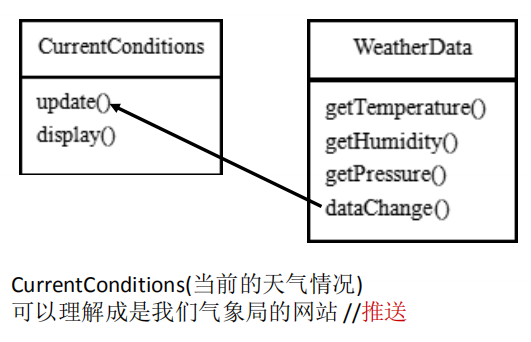 CurrentConditions
update()
display()
WeatherData
getTemperature()
getHumidity()
getPressure()
dataChange()
CurrentConditions(当前的天气情况)
可以理解成是我们气象局的网站 //推送